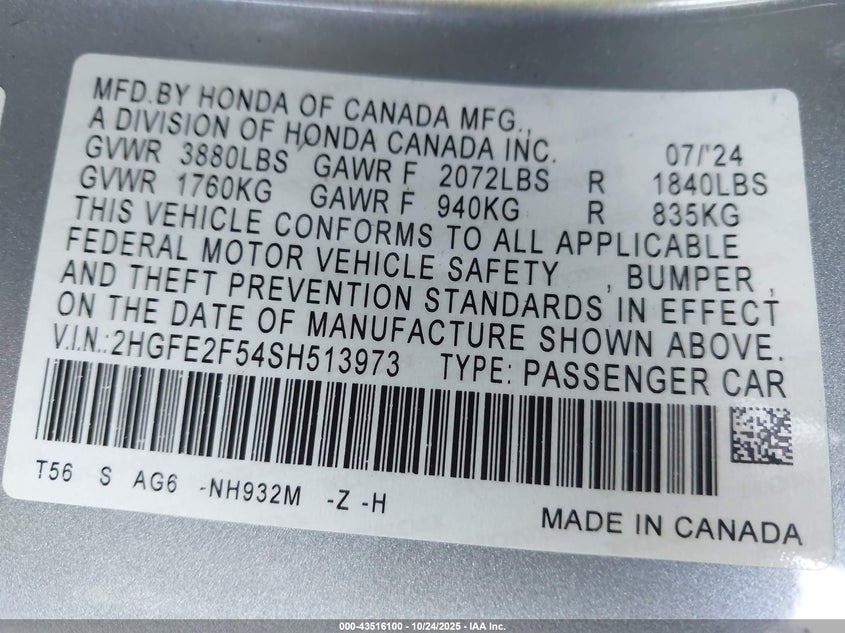 MFD.BY HONDA OF CANADA MFG.,
A DIVISION OF HONDA CANADA INC. 07/'24
GVWR 3880LBS GAWR F 2072LBS R 1840LBS
GVWR 1760KG GAWR F 940KG R 835KG
THIS VEHICLE CONFORMS TO ALL APPLICABLE
FEDERAL MOTOR VEHICLE SAFETY , BUMPER ,
AND THEFT PREVENTION STANDARDS IN EFFECT
ON THE DATE OF MANUFACTURE SHOWN ABOVE.
V.I.N.:2HGFE2F54SH513973 TYPE: PASSENGER CAR
T56 S AG6 -NH932M -Z -H
MADE IN CANADA
000-43516100 - 10/24/2025 - IAA Inc.